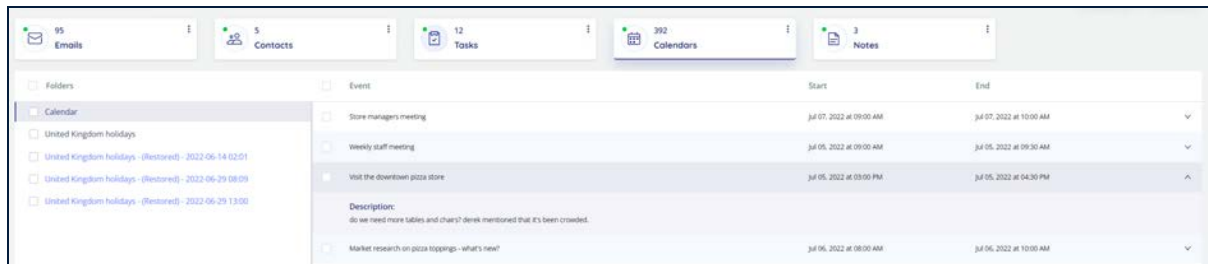 95
Emails
5
Contacts
12
Tasks
392
Calendars
3
Notes
Folders
Event Start End
Calendar
United Kingdom holidays
United Kingdom holidays - (Restored) - 2022-06-14 02:01
United Kingdom holidays - (Restored) - 2022-06-29 08:09
United Kingdom holidays - (Restored) - 2022-06-29 13:00
Store managers meeting Jul 07, 2022 at 09:00 AM Jul 07, 2022 at 10:00 AM
Weekly staff meeting Jul 05, 2022 at 09:00 AM Jul 05, 2022 at 09:30 AM
Visit the downtown pizza store Jul 05, 2022 at 03:00 PM Jul 05, 2022 at 04:30 PM
Description:
do we need more tables and chairs? derek mentioned that it's been crowded.
Market research on pizza toppings - what's new? Jul 06, 2022 at 08:00 AM Jul 06, 2022 at 10:00 AM